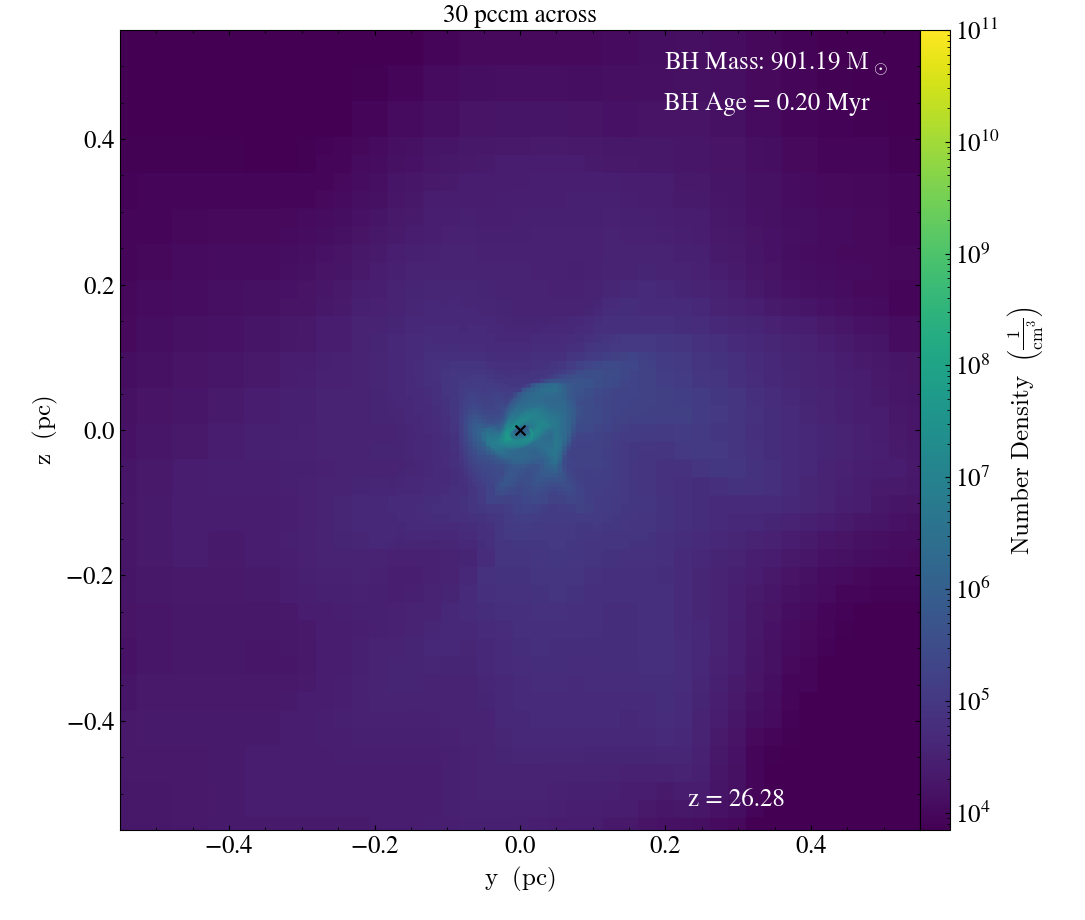 30 pccm across
BH Mass: 901.19 M☉
BH Age = 0.20 Myr
z = 26.28
0.4
0.2
0.0
−0.2
−0.4
z (pc)
−0.4
−0.2
0.0
0.2
0.4
y (pc)
10¹¹
10¹⁰
10⁹
10⁸
10⁷
10⁶
10⁵
10⁴
Number Density (1/cm³)